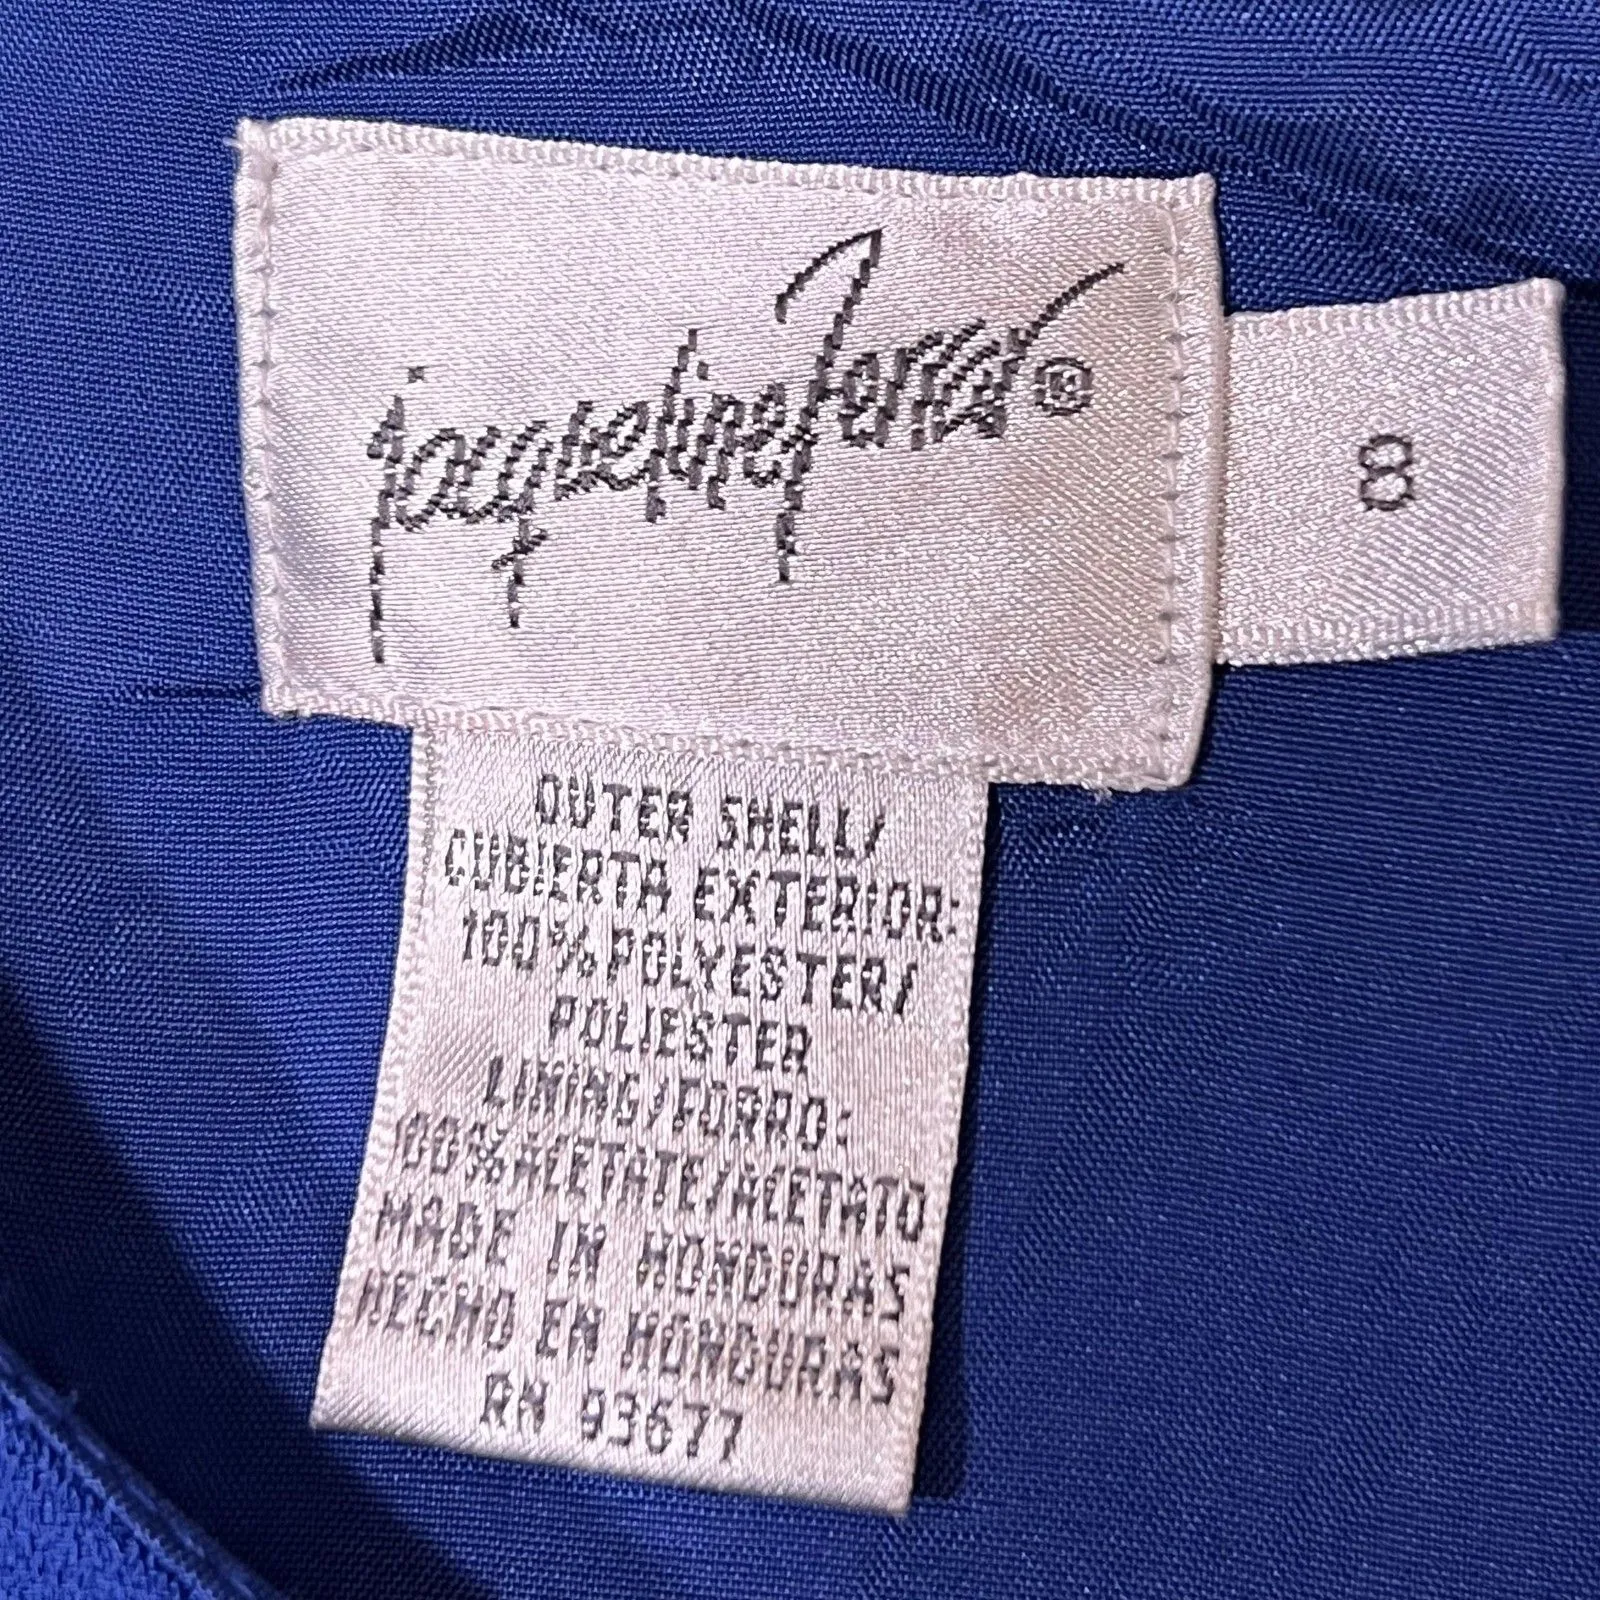 jacqueline Ferrar®
8
OUTER SHELL/
CUBIERTA EXTERIOR:
100%POLYESTER/
POLIESTER
LINING/FORRO:
100%ACETATE/ACETATO
MADE IN HONDURAS
HECHO EN HONDURAS
RN 93677